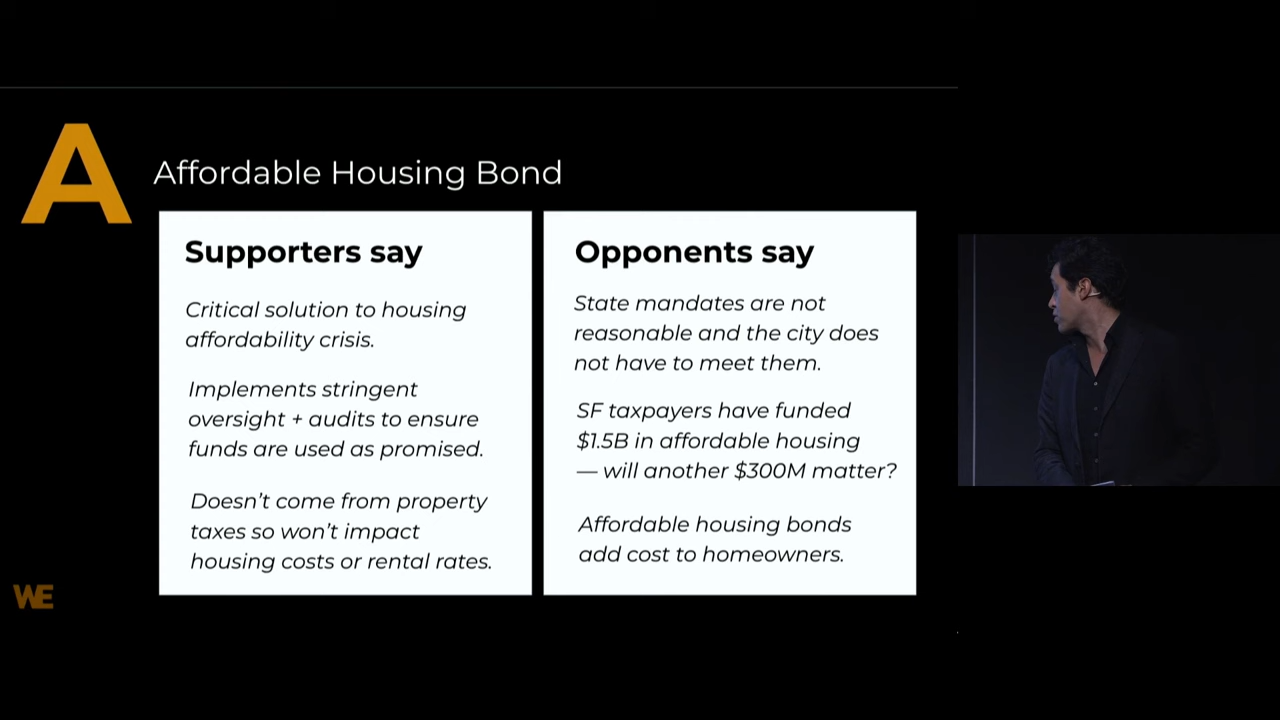 A
Affordable Housing Bond
Supporters say
Critical solution to housing
affordability crisis.
Implements stringent
oversight + audits to ensure
funds are used as promised.
Doesn’t come from property
taxes so won’t impact
housing costs or rental rates.
Opponents say
State mandates are not
reasonable and the city does
not have to meet them.
SF taxpayers have funded
$1.5B in affordable housing
— will another $300M matter?
Affordable housing bonds
add cost to homeowners.
WE